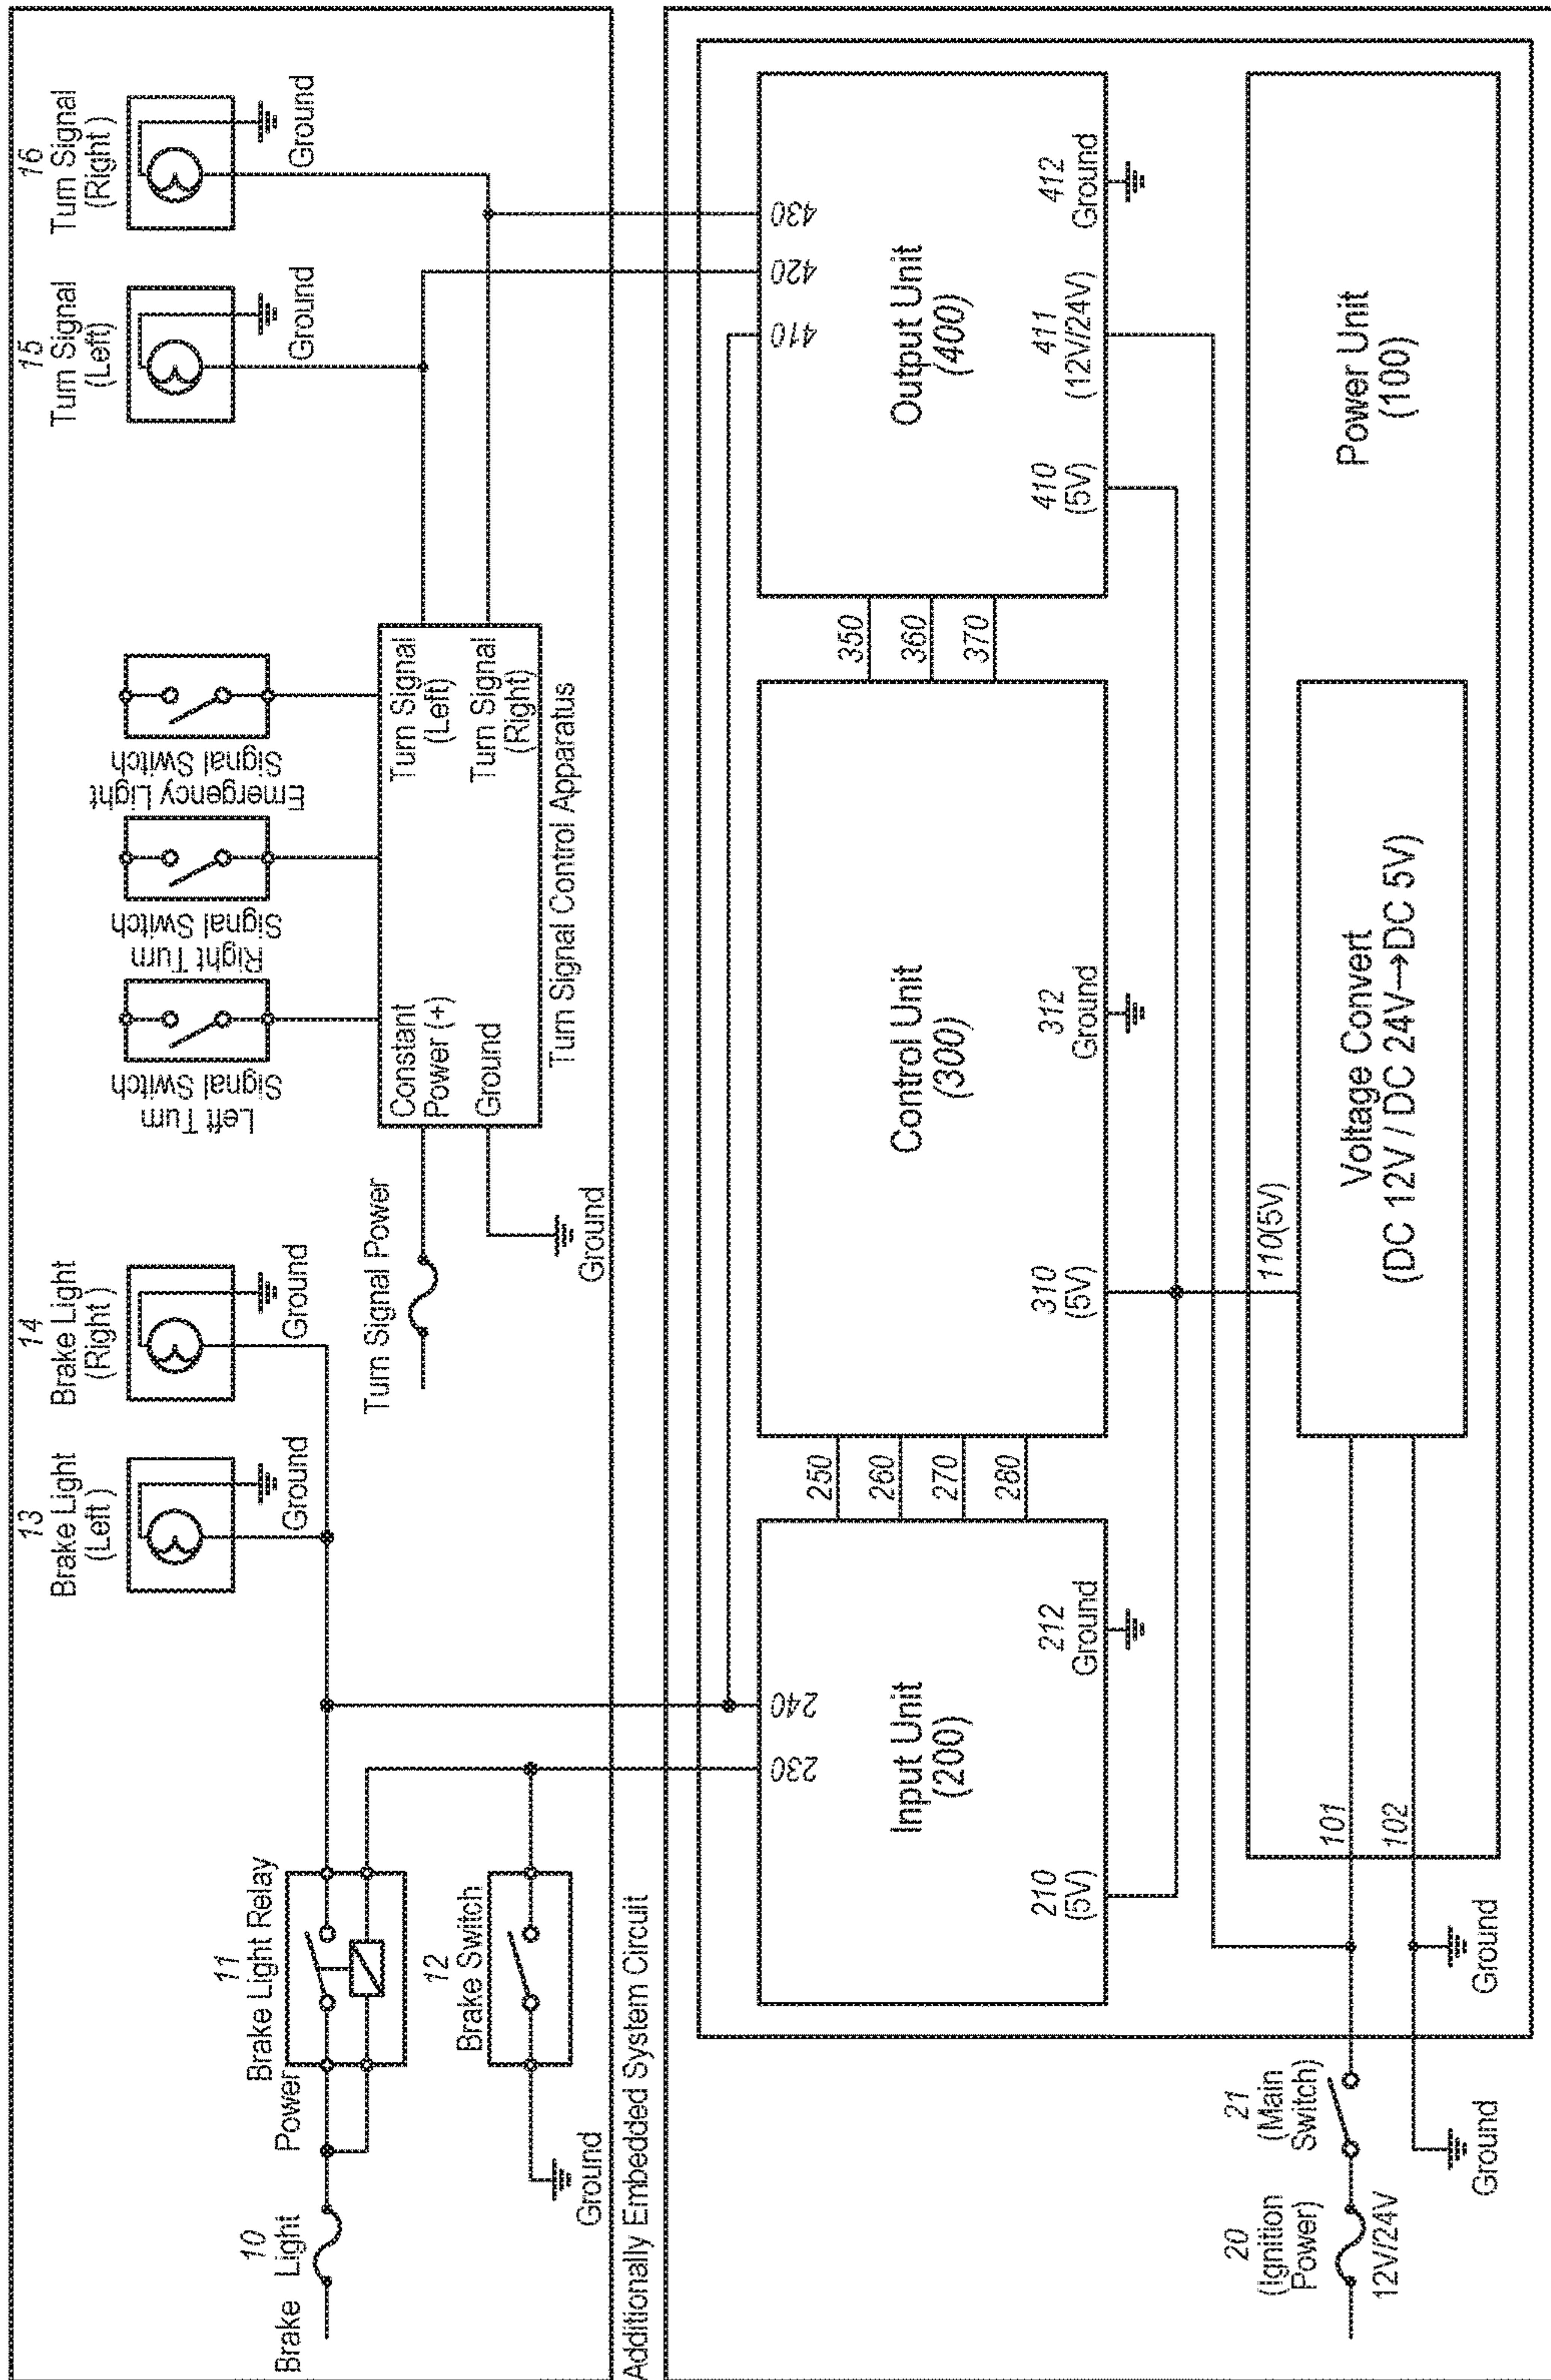 10
Brake Light
Power
11
Brake Light Relay
12
Brake Switch
Ground
13
Brake Light
(Left)
Ground
14
Brake Light
(Right)
Ground
Turn Signal Power
Ground
Left Turn
Signal Switch
Right Turn
Signal Switch
Emergency Light
Signal Switch
Constant
Power (+)
Ground
Turn Signal
(Left)
Turn Signal
(Right)
Turn Signal Control Apparatus
15
Turn Signal
(Left)
Ground
16
Turn Signal
(Right)
Ground
Additionally Embedded System Circuit
230
240
Input Unit
(200)
210
(5V)
212
Ground
250
260
270
280
Control Unit
(300)
310
(5V)
312
Ground
350
360
370
410
420
430
Output Unit
(400)
410
(5V)
411
(12V/24V)
412
Ground
20
(Ignition
Power)
12V/24V
21
(Main
Switch)
Ground
Ground
101
102
110(5V)
Voltage Convert
(DC 12V / DC 24V→DC 5V)
Power Unit
(100)